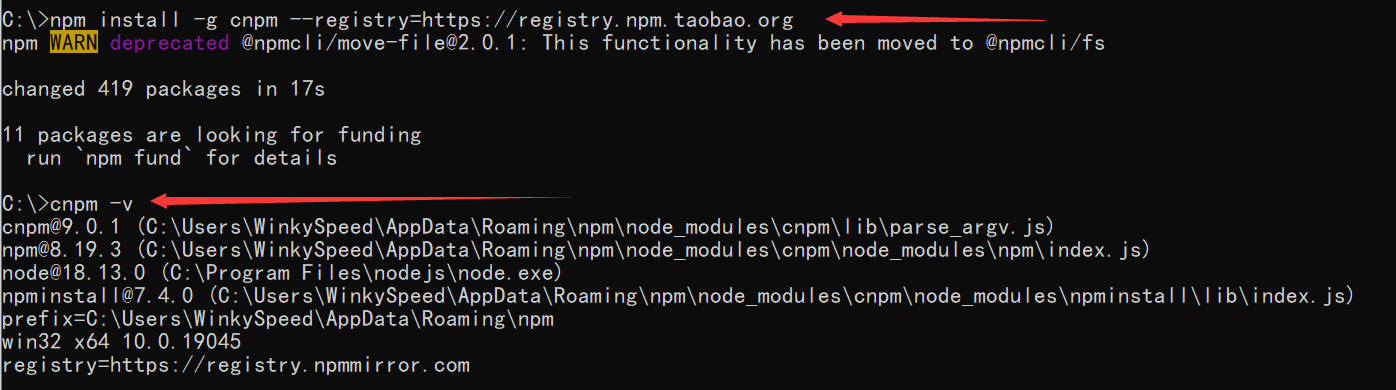 C:\>npm install -g cnpm --registry=https://registry.npm.taobao.org
npm WARN deprecated @npmcli/move-file@2.0.1: This functionality has been moved to @npmcli/fs
changed 419 packages in 17s
11 packages are looking for funding
  run `npm fund` for details
C:\>cnpm -v
cnpm@9.0.1 (C:\Users\WinkySpeed\AppData\Roaming\npm\node_modules\cnpm\lib\parse_argv.js)
npm@8.19.3 (C:\Users\WinkySpeed\AppData\Roaming\npm\node_modules\cnpm\node_modules\npm\index.js)
node@18.13.0 (C:\Program Files\nodejs\node.exe)
npminstall@7.4.0 (C:\Users\WinkySpeed\AppData\Roaming\npm\node_modules\cnpm\node_modules\npminstall\lib\index.js)
prefix=C:\Users\WinkySpeed\AppData\Roaming\npm
win32 x64 10.0.19045
registry=https://registry.npmmirror.com